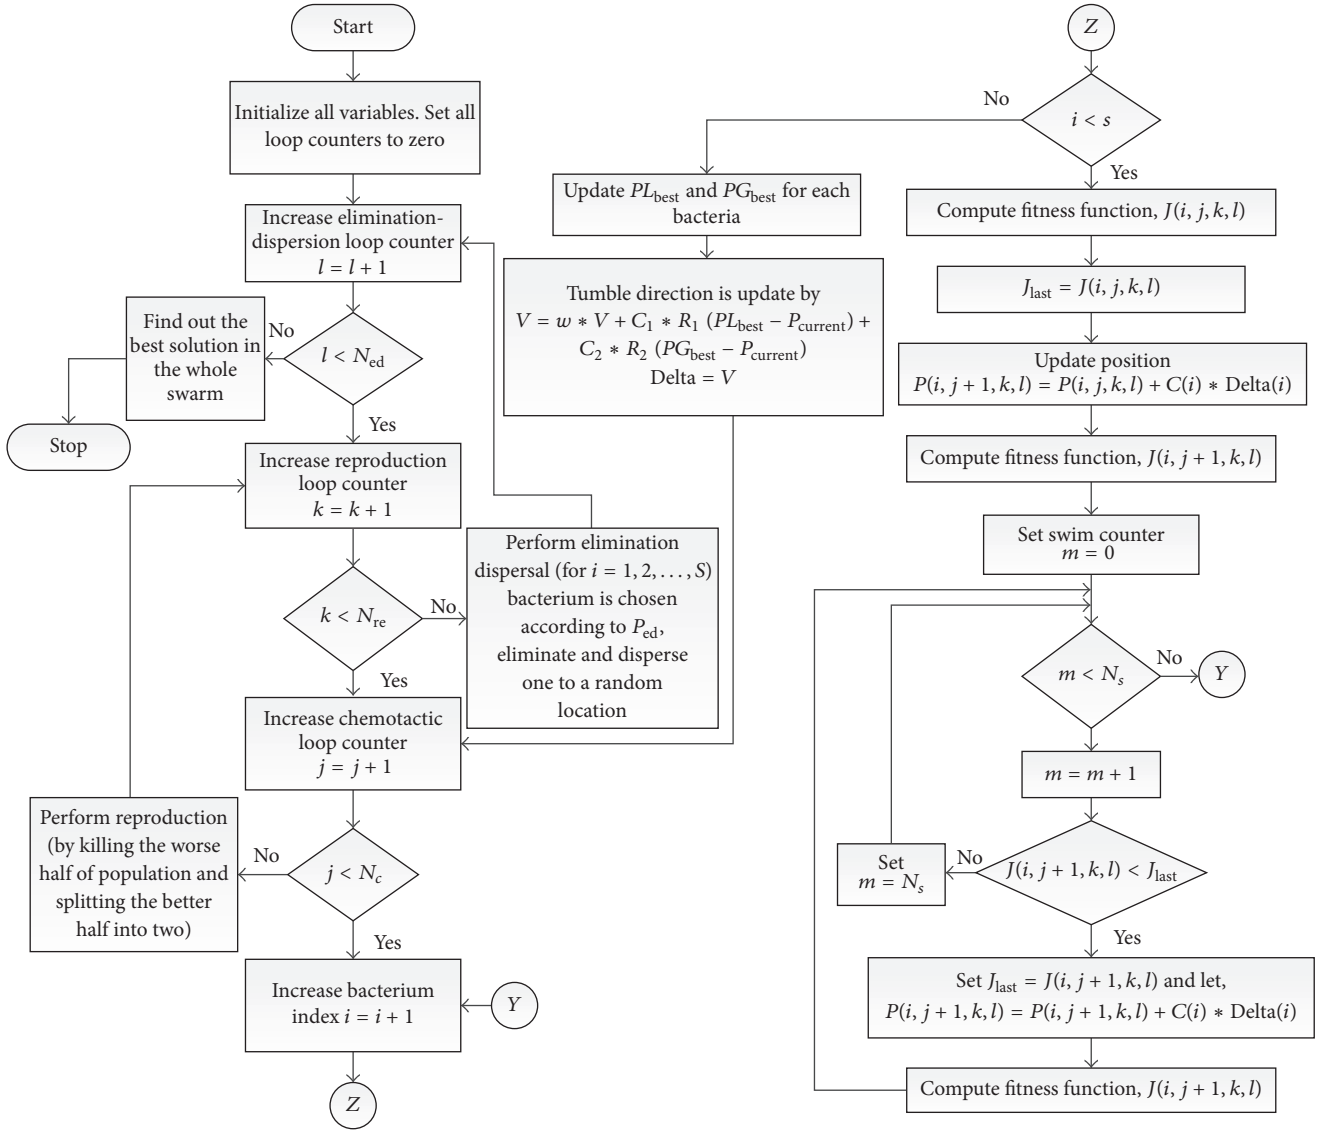 Start
Initialize all variables. Set all
loop counters to zero
Increase elimination-
dispersion loop counter
l = l + 1
l < N_ed
No
Find out the
best solution in
the whole
swarm
Stop
Yes
Increase reproduction
loop counter
k = k + 1
k < N_re
No
Perform elimination
dispersal (for i = 1, 2, . . . , S)
bacterium is chosen
according to P_ed,
eliminate and disperse
one to a random
location
Yes
Increase chemotactic
loop counter
j = j + 1
j < N_c
No
Perform reproduction
(by killing the worse
half of population and
splitting the better
half into two)
Yes
Increase bacterium
index i = i + 1
Y
Z
Z
i < s
No
Update PL_best and PG_best for each
bacteria
Tumble direction is update by
V = w * V + C_1 * R_1 (PL_best − P_current) +
C_2 * R_2 (PG_best − P_current)
Delta = V
Yes
Compute fitness function, J(i, j, k, l)
J_last = J(i, j, k, l)
Update position
P(i, j + 1, k, l) = P(i, j, k, l) + C(i) * Delta(i)
Compute fitness function, J(i, j + 1, k, l)
Set swim counter
m = 0
m < N_s
No
Y
m = m + 1
J(i, j + 1, k, l) < J_last
No
Set
m = N_s
Yes
Set J_last = J(i, j + 1, k, l) and let,
P(i, j + 1, k, l) = P(i, j + 1, k, l) + C(i) * Delta(i)
Compute fitness function, J(i, j + 1, k, l)